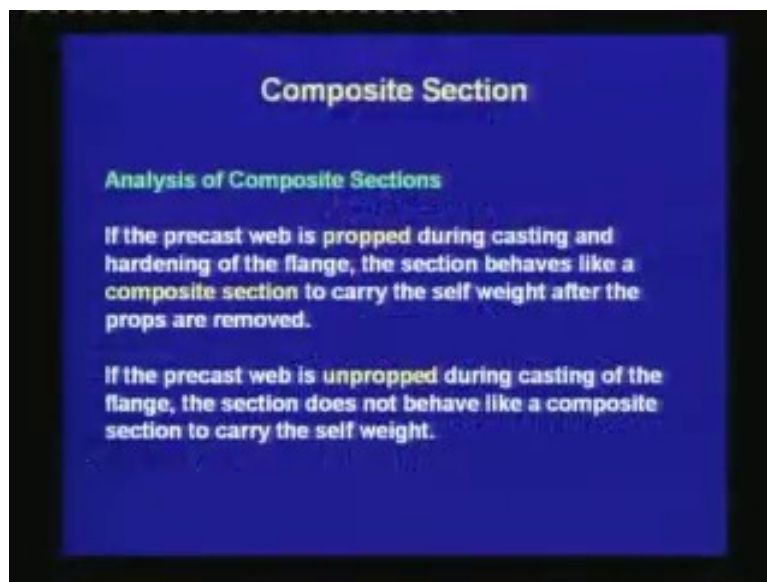 Composite Section
Analysis of Composite Sections
If the precast web is propped during casting and
hardening of the flange, the section behaves like a
composite section to carry the self weight after the
props are removed.
If the precast web is unpropped during casting of the
flange, the section does not behave like a composite
section to carry the self weight.